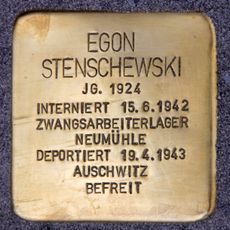 EGON
STENSCHEWSKI
JG. 1924
INTERNIERT 15.6.1942
ZWANGSARBEITERLAGER
NEUMÜHLE
DEPORTIERT 19.4.1943
AUSCHWITZ
BEFREIT